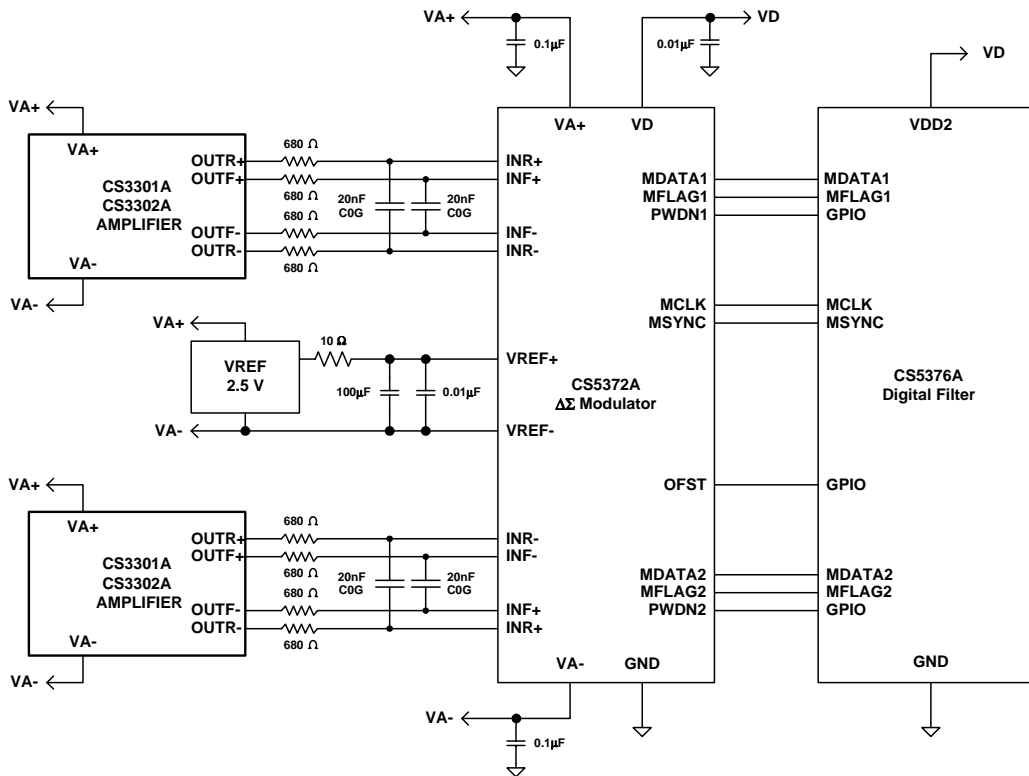 VA+
0.1µF
0.01µF
VD
VD
VA+
VA+
CS3301A
CS3302A
AMPLIFIER
VA-
VA-
OUTR+
OUTF+
OUTF-
OUTR-
680 Ω
680 Ω
680 Ω
680 Ω
20nF
C0G
20nF
C0G
VA+
VREF
2.5 V
10 Ω
100µF
0.01µF
VA-
VA+
VA+
CS3301A
CS3302A
AMPLIFIER
VA-
VA-
OUTR+
OUTF+
OUTF-
OUTR-
680 Ω
680 Ω
680 Ω
680 Ω
20nF
C0G
20nF
C0G
VA+
VD
INR+
INF+
INF-
INR-
VREF+
VREF-
INR-
INF-
INF+
INR+
CS5372A
ΔΣ Modulator
MDATA1
MFLAG1
PWDN1
MCLK
MSYNC
OFST
MDATA2
MFLAG2
PWDN2
VA-
GND
VA-
0.1µF
VDD2
MDATA1
MFLAG1
GPIO
MCLK
MSYNC
CS5376A
Digital Filter
GPIO
MDATA2
MFLAG2
GPIO
GND